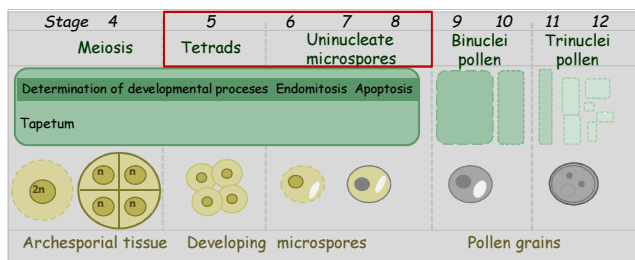 Stage 4 5 6 7 8 9 10 11 12
Meiosis Tetrads Uninucleate microspores Binuclei pollen Trinuclei pollen
Determination of developmental proceses Endomitosis Apoptosis
Tapetum
2n n n n n
Archesporial tissue Developing microspores Pollen grains